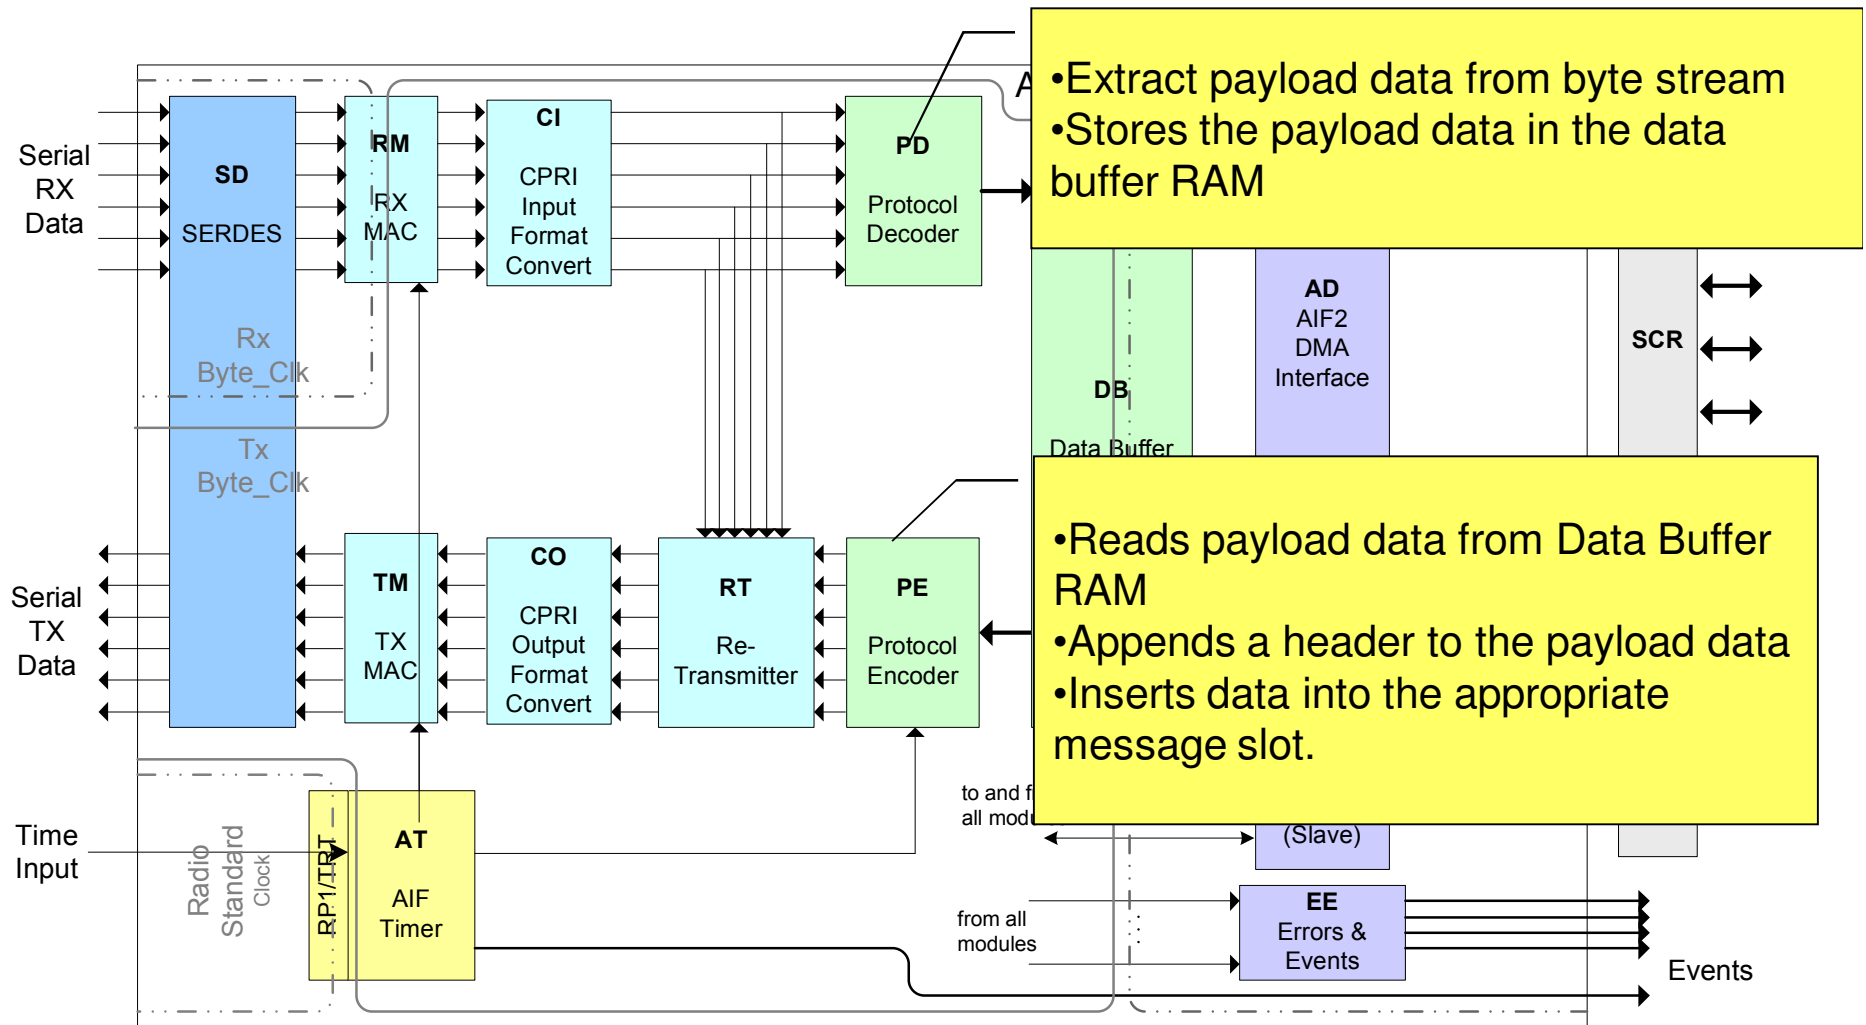 A
•Extract payload data from byte stream
•Stores the payload data in the data
buffer RAM
Serial
RX
Data
SD
SERDES
RM
RX
MAC
CI
CPRI
Input
Format
Convert
PD
Protocol
Decoder
Rx
Byte_Clk
Tx
Byte_Clk
DB
Data Buffer
AD
AIF2
DMA
Interface
SCR
•Reads payload data from Data Buffer
RAM
•Appends a header to the payload data
•Inserts data into the appropriate
message slot.
Serial
TX
Data
TM
TX
MAC
CO
CPRI
Output
Format
Convert
RT
Re-
Transmitter
PE
Protocol
Encoder
Time
Input
Radio
Standard
Clock
RP1/TRT
AT
AIF
Timer
to and f
all modules
(Slave)
from all
modules
EE
Errors &
Events
Events